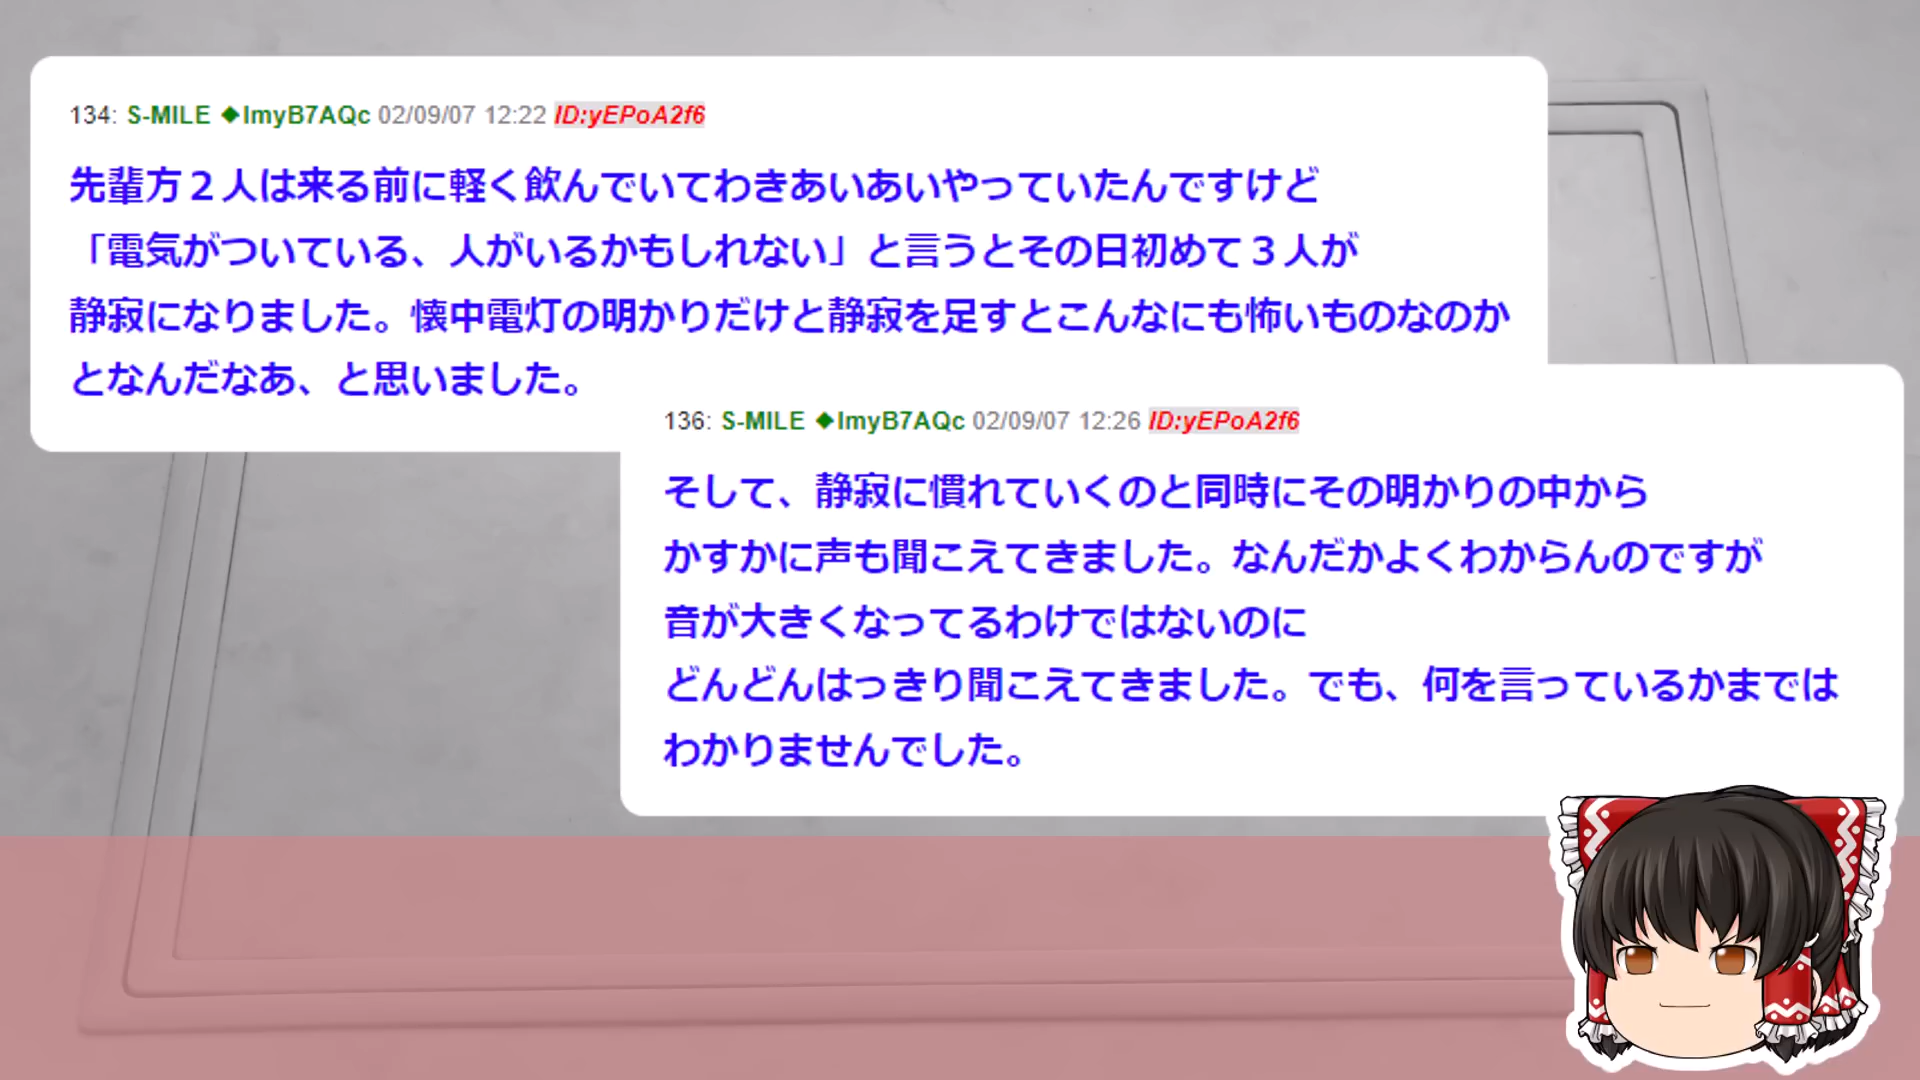 134: S-MILE ◆ImyB7AQc 02/09/07 12:22 ID:yEPoA2f6
先輩方２人は来る前に軽く飲んでいてわきあいあいやっていたんですけど
「電気がついている、人がいるかもしれない」と言うとその日初めて３人が
静寂になりました。懐中電灯の明かりだけと静寂を足すとこんなにも怖いものなのか
となんだなあ、と思いました。
136: S-MILE ◆ImyB7AQc 02/09/07 12:26 ID:yEPoA2f6
そして、静寂に慣れていくのと同時にその明かりの中から
かすかに声も聞こえてきました。なんだかよくわからんのですが
音が大きくなってるわけではないのに
どんどんはっきり聞こえてきました。でも、何を言っているかまでは
わかりませんでした。